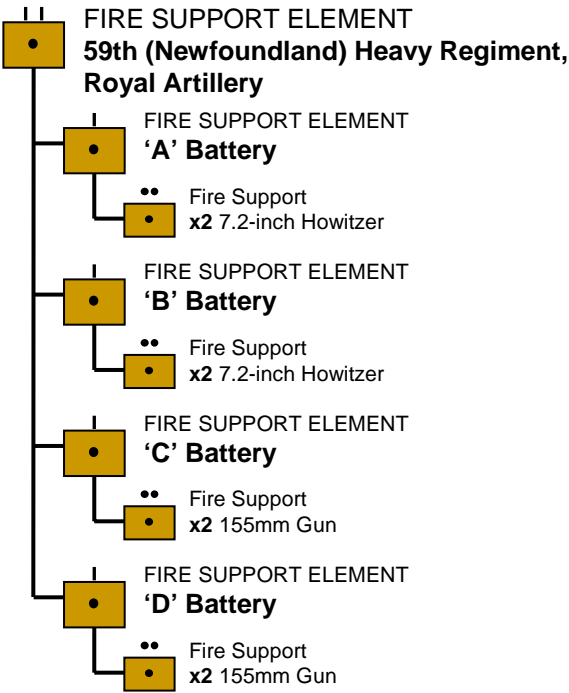 FIRE SUPPORT ELEMENT
59th (Newfoundland) Heavy Regiment,
Royal Artillery
FIRE SUPPORT ELEMENT
‘A’ Battery
Fire Support
x2 7.2-inch Howitzer
FIRE SUPPORT ELEMENT
‘B’ Battery
Fire Support
x2 7.2-inch Howitzer
FIRE SUPPORT ELEMENT
‘C’ Battery
Fire Support
x2 155mm Gun
FIRE SUPPORT ELEMENT
‘D’ Battery
Fire Support
x2 155mm Gun